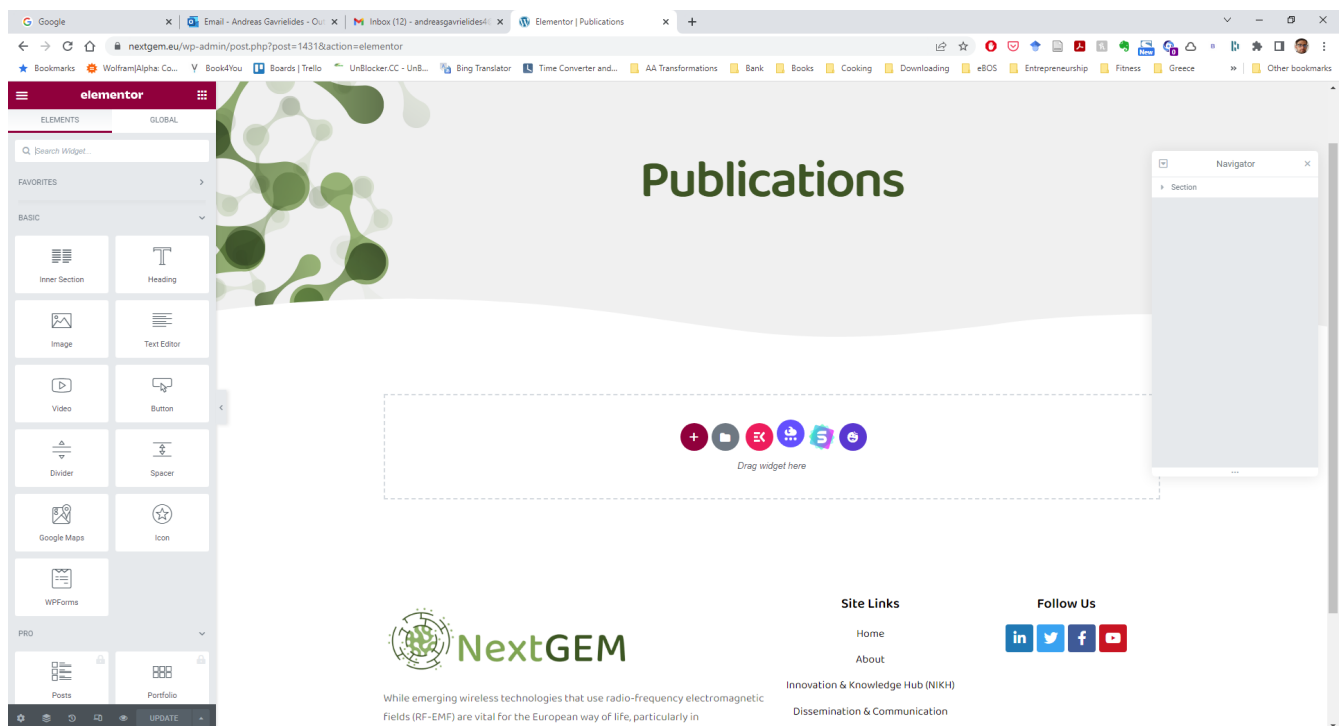 Google
Email - Andreas Gavrielides - Out
Inbox (12) - andreasgavrielides4
Elementor | Publications
nextgem.eu/wp-admin/post.php?post=1431&action=elementor
New
0
Bookmarks
Wolfram|Alpha: Co...
Book4You
Boards | Trello
UnBlocker.CC - UnB...
Bing Translator
Time Converter and...
AA Transformations
Bank
Books
Cooking
Downloading
eBOS
Entrepreneurship
Fitness
Greece
»
Other bookmarks
elementor
ELEMENTS
GLOBAL
Search Widget...
FAVORITES
BASIC
Inner Section
Heading
Image
Text Editor
Video
Button
Divider
Spacer
Google Maps
Icon
WPForms
PRO
Posts
Portfolio
UPDATE
Publications
Navigator
Section
Drag widget here
NextGEM
While emerging wireless technologies that use radio-frequency electromagnetic
fields (RF-EMF) are vital for the European way of life, particularly in
Site Links
Home
About
Innovation & Knowledge Hub (NIKH)
Dissemination & Communication
Follow Us